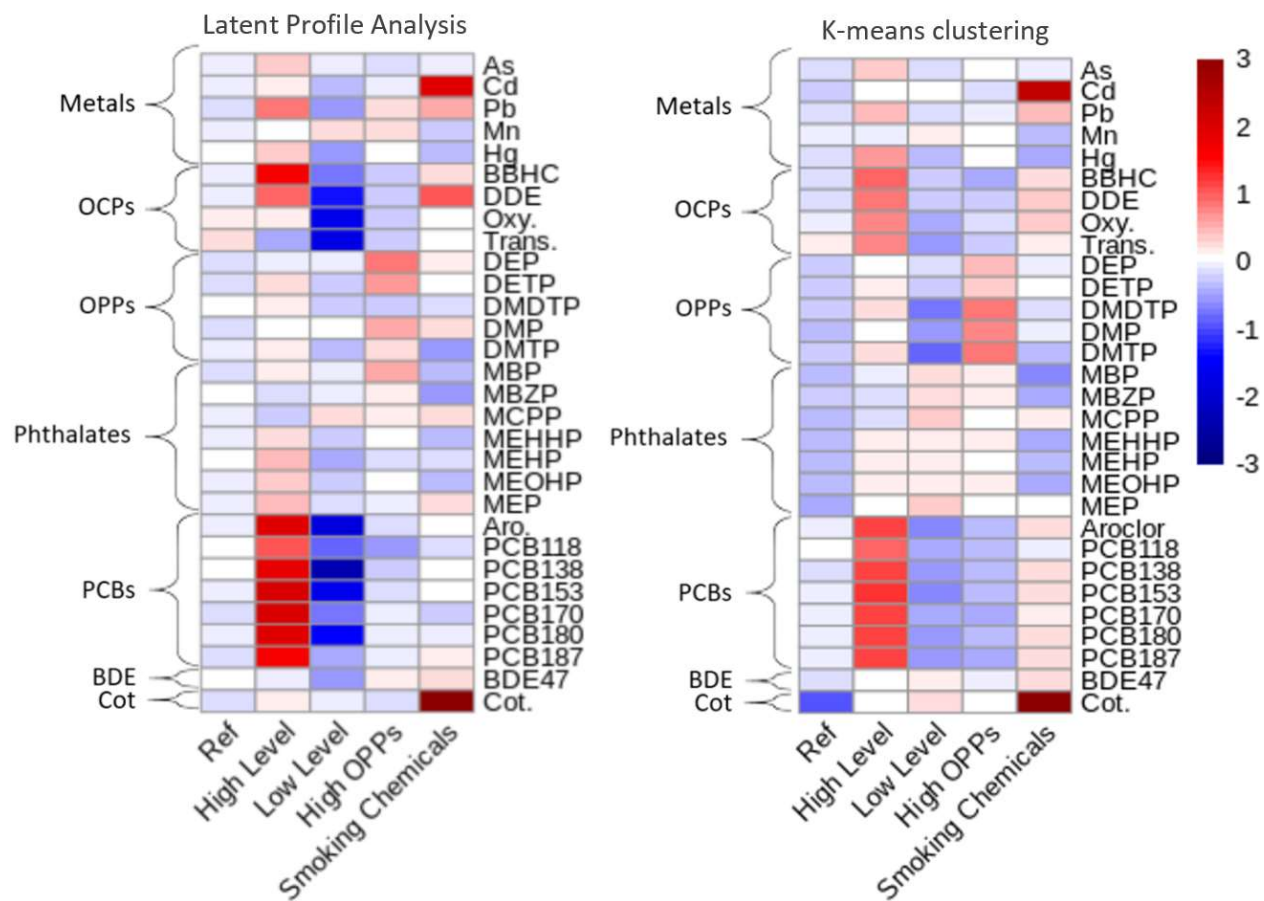 Latent Profile Analysis
Metals
OCPs
OPPs
Phthalates
PCBs
BDE
Cot
As
Cd
Pb
Mn
Hg
BBHC
DDE
Oxy.
Trans.
DEP
DETP
DMDTP
DMP
DMTP
MBP
MBZP
MCPP
MEHHP
MEHP
MEOHP
MEP
Aro.
PCB118
PCB138
PCB153
PCB170
PCB180
PCB187
BDE47
Cot.
Ref
High Level
Low Level
High OPPs
Smoking Chemicals
K-means clustering
Metals
OCPs
OPPs
Phthalates
PCBs
BDE
Cot
As
Cd
Pb
Mn
Hg
BBHC
DDE
Oxy.
Trans.
DEP
DETP
DMDTP
DMP
DMTP
MBP
MBZP
MCPP
MEHHP
MEHP
MEOHP
MEP
Aroclor
PCB118
PCB138
PCB153
PCB170
PCB180
PCB187
BDE47
Cot.
Ref
High Level
Low Level
High OPPs
Smoking Chemicals
3
2
1
0
-1
-2
-3